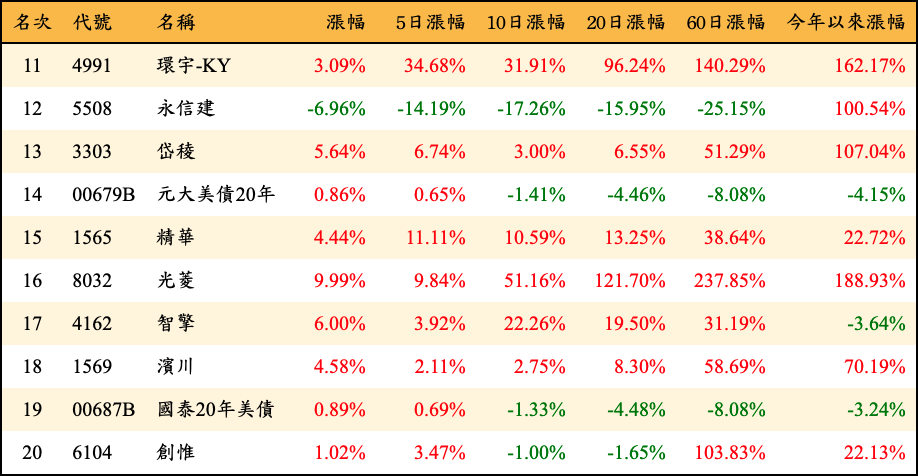 名次 代號 名稱 漲幅 5日漲幅 10日漲幅 20日漲幅 60日漲幅 今年以來漲幅
11 4991 環宇-KY 3.09% 34.68% 31.91% 96.24% 140.29% 162.17%
12 5508 永信建 -6.96% -14.19% -17.26% -15.95% -25.15% 100.54%
13 3303 岱稜 5.64% 6.74% 3.00% 6.55% 51.29% 107.04%
14 00679B 元大美債20年 0.86% 0.65% -1.41% -4.46% -8.08% -4.15%
15 1565 精華 4.44% 11.11% 10.59% 13.25% 38.64% 22.72%
16 8032 光菱 9.99% 9.84% 51.16% 121.70% 237.85% 188.93%
17 4162 智擎 6.00% 3.92% 22.26% 19.50% 31.19% -3.64%
18 1569 濱川 4.58% 2.11% 2.75% 8.30% 58.69% 70.19%
19 00687B 國泰20年美債 0.89% 0.69% -1.33% -4.48% -8.08% -3.24%
20 6104 創惟 1.02% 3.47% -1.00% -1.65% 103.83% 22.13%